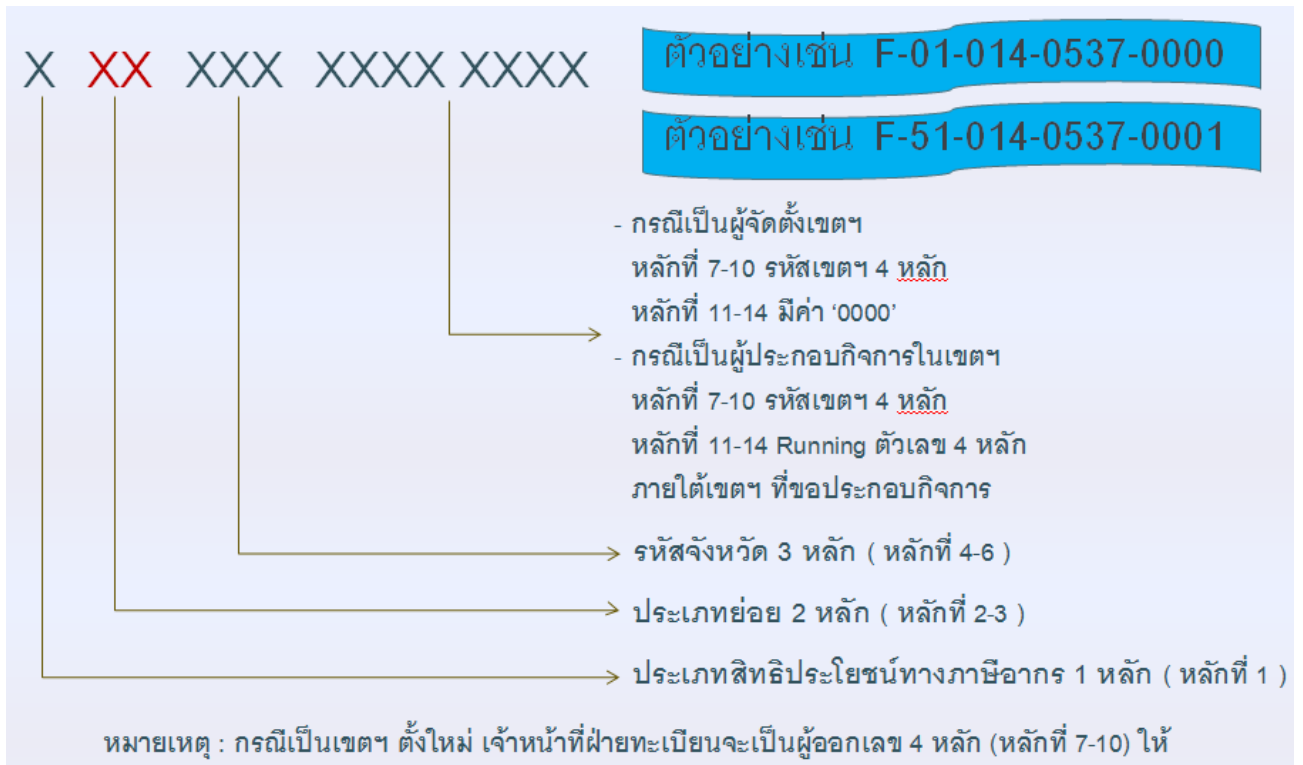 X XX XXX XXXX XXXX
ตัวอย่างเช่น F-01-014-0537-0000
ตัวอย่างเช่น F-51-014-0537-0001
- กรณีเป็นผู้จัดตั้งเขตฯ
หลักที่ 7-10 รหัสเขตฯ 4 หลัก
หลักที่ 11-14 มีค่า ‘0000’
- กรณีเป็นผู้ประกอบกิจการในเขตฯ
หลักที่ 7-10 รหัสเขตฯ 4 หลัก
หลักที่ 11-14 Running ตัวเลข 4 หลัก
ภายใต้เขตฯ ที่ขอประกอบกิจการ
รหัสจังหวัด 3 หลัก ( หลักที่ 4-6 )
ประเภทย่อย 2 หลัก ( หลักที่ 2-3 )
ประเภทสิทธิประโยชน์ทางภาษีอากร 1 หลัก ( หลักที่ 1 )
หมายเหตุ : กรณีเป็นเขตฯ ตั้งใหม่ เจ้าหน้าที่ฝ่ายทะเบียนจะเป็นผู้ออกเลข 4 หลัก (หลักที่ 7-10) ให้